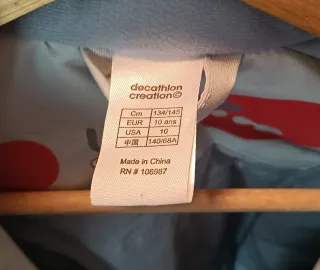 decathlon
creation©
Cm 134/145
EUR 10 ans
USA 10
中国 140/68A
Made in China
RN # 106987